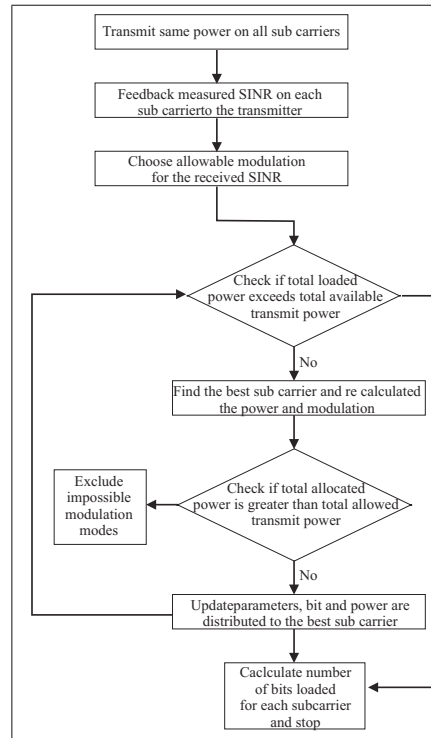 Transmit same power on all sub carriers
Feedback measured SINR on each
sub carrierto the transmitter
Choose allowable modulation
for the received SINR
Check if total loaded
power exceeds total available
transmit power
No
Find the best sub carrier and re calculated
the power and modulation
Exclude
impossible
modulation
modes
Check if total allocated
power is greater than total allowed
transmit power
No
Updateparameters, bit and power are
distributed to the best sub carrier
Caclculate number
of bits loaded
for each subcarrier
and stop